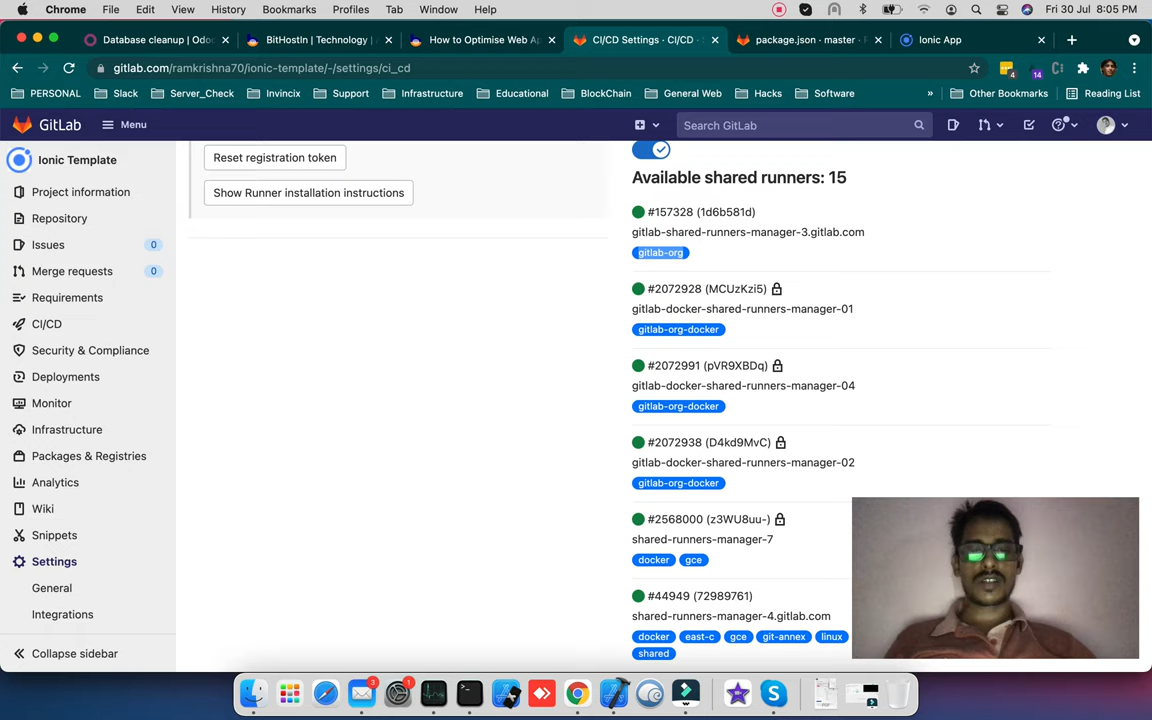 Chrome File Edit View History Bookmarks Profiles Tab Window Help Fri 30 Jul 8:05 PM
Database cleanup | Odoo
BitHostIn | Technology |
How to Optimise Web Ap
CI/CD Settings · CI/CD · S
package.json · master ·
Ionic App
gitlab.com/ramkrishna70/ionic-template/-/settings/ci_cd
4
14
PERSONAL Slack Server_Check Invincix Support Infrastructure Educational BlockChain General Web Hacks Software » Other Bookmarks Reading List
GitLab Menu Search GitLab
Ionic Template
Project information
Repository
Issues 0
Merge requests 0
Requirements
CI/CD
Security & Compliance
Deployments
Monitor
Infrastructure
Packages & Registries
Analytics
Wiki
Snippets
Settings
General
Integrations
Collapse sidebar
Reset registration token
Show Runner installation instructions
Available shared runners: 15
#157328 (1d6b581d)
gitlab-shared-runners-manager-3.gitlab.com
gitlab-org
#2072928 (MCUzKzi5)
gitlab-docker-shared-runners-manager-01
gitlab-org-docker
#2072991 (pVR9XBDq)
gitlab-docker-shared-runners-manager-04
gitlab-org-docker
#2072938 (D4kd9MvC)
gitlab-docker-shared-runners-manager-02
gitlab-org-docker
#2568000 (z3WU8uu-)
shared-runners-manager-7
docker gce
#44949 (72989761)
shared-runners-manager-4.gitlab.com
docker east-c gce git-annex linux
shared
3
1